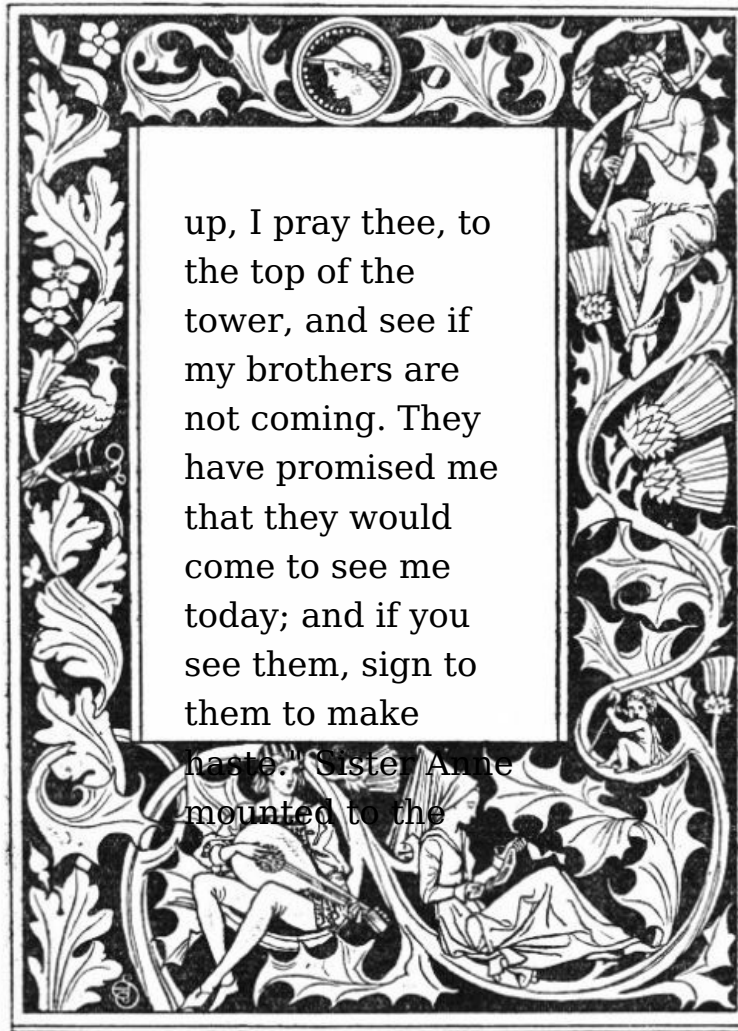 up, I pray thee, to
the top of the
tower, and see if
my brothers are
not coming. They
have promised me
that they would
come to see me
today; and if you
see them, sign to
them to make
haste." Sister Anne
mounted to the